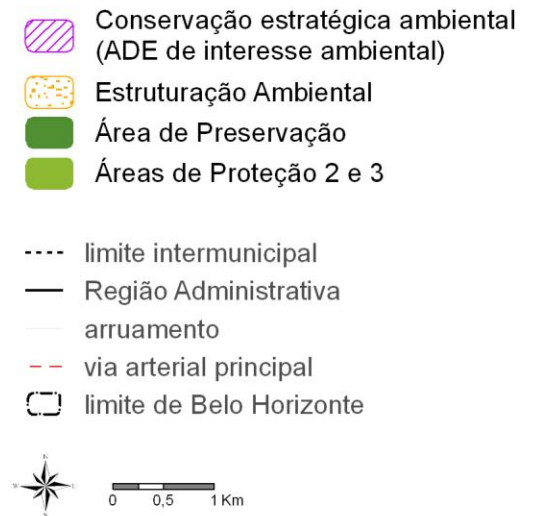 Conservação estratégica ambiental
(ADE de interesse ambiental)
Estruturação Ambiental
Área de Preservação
Áreas de Proteção 2 e 3
limite intermunicipal
Região Administrativa
arruamento
via arterial principal
limite de Belo Horizonte
N
W E
S
0 0,5 1 Km